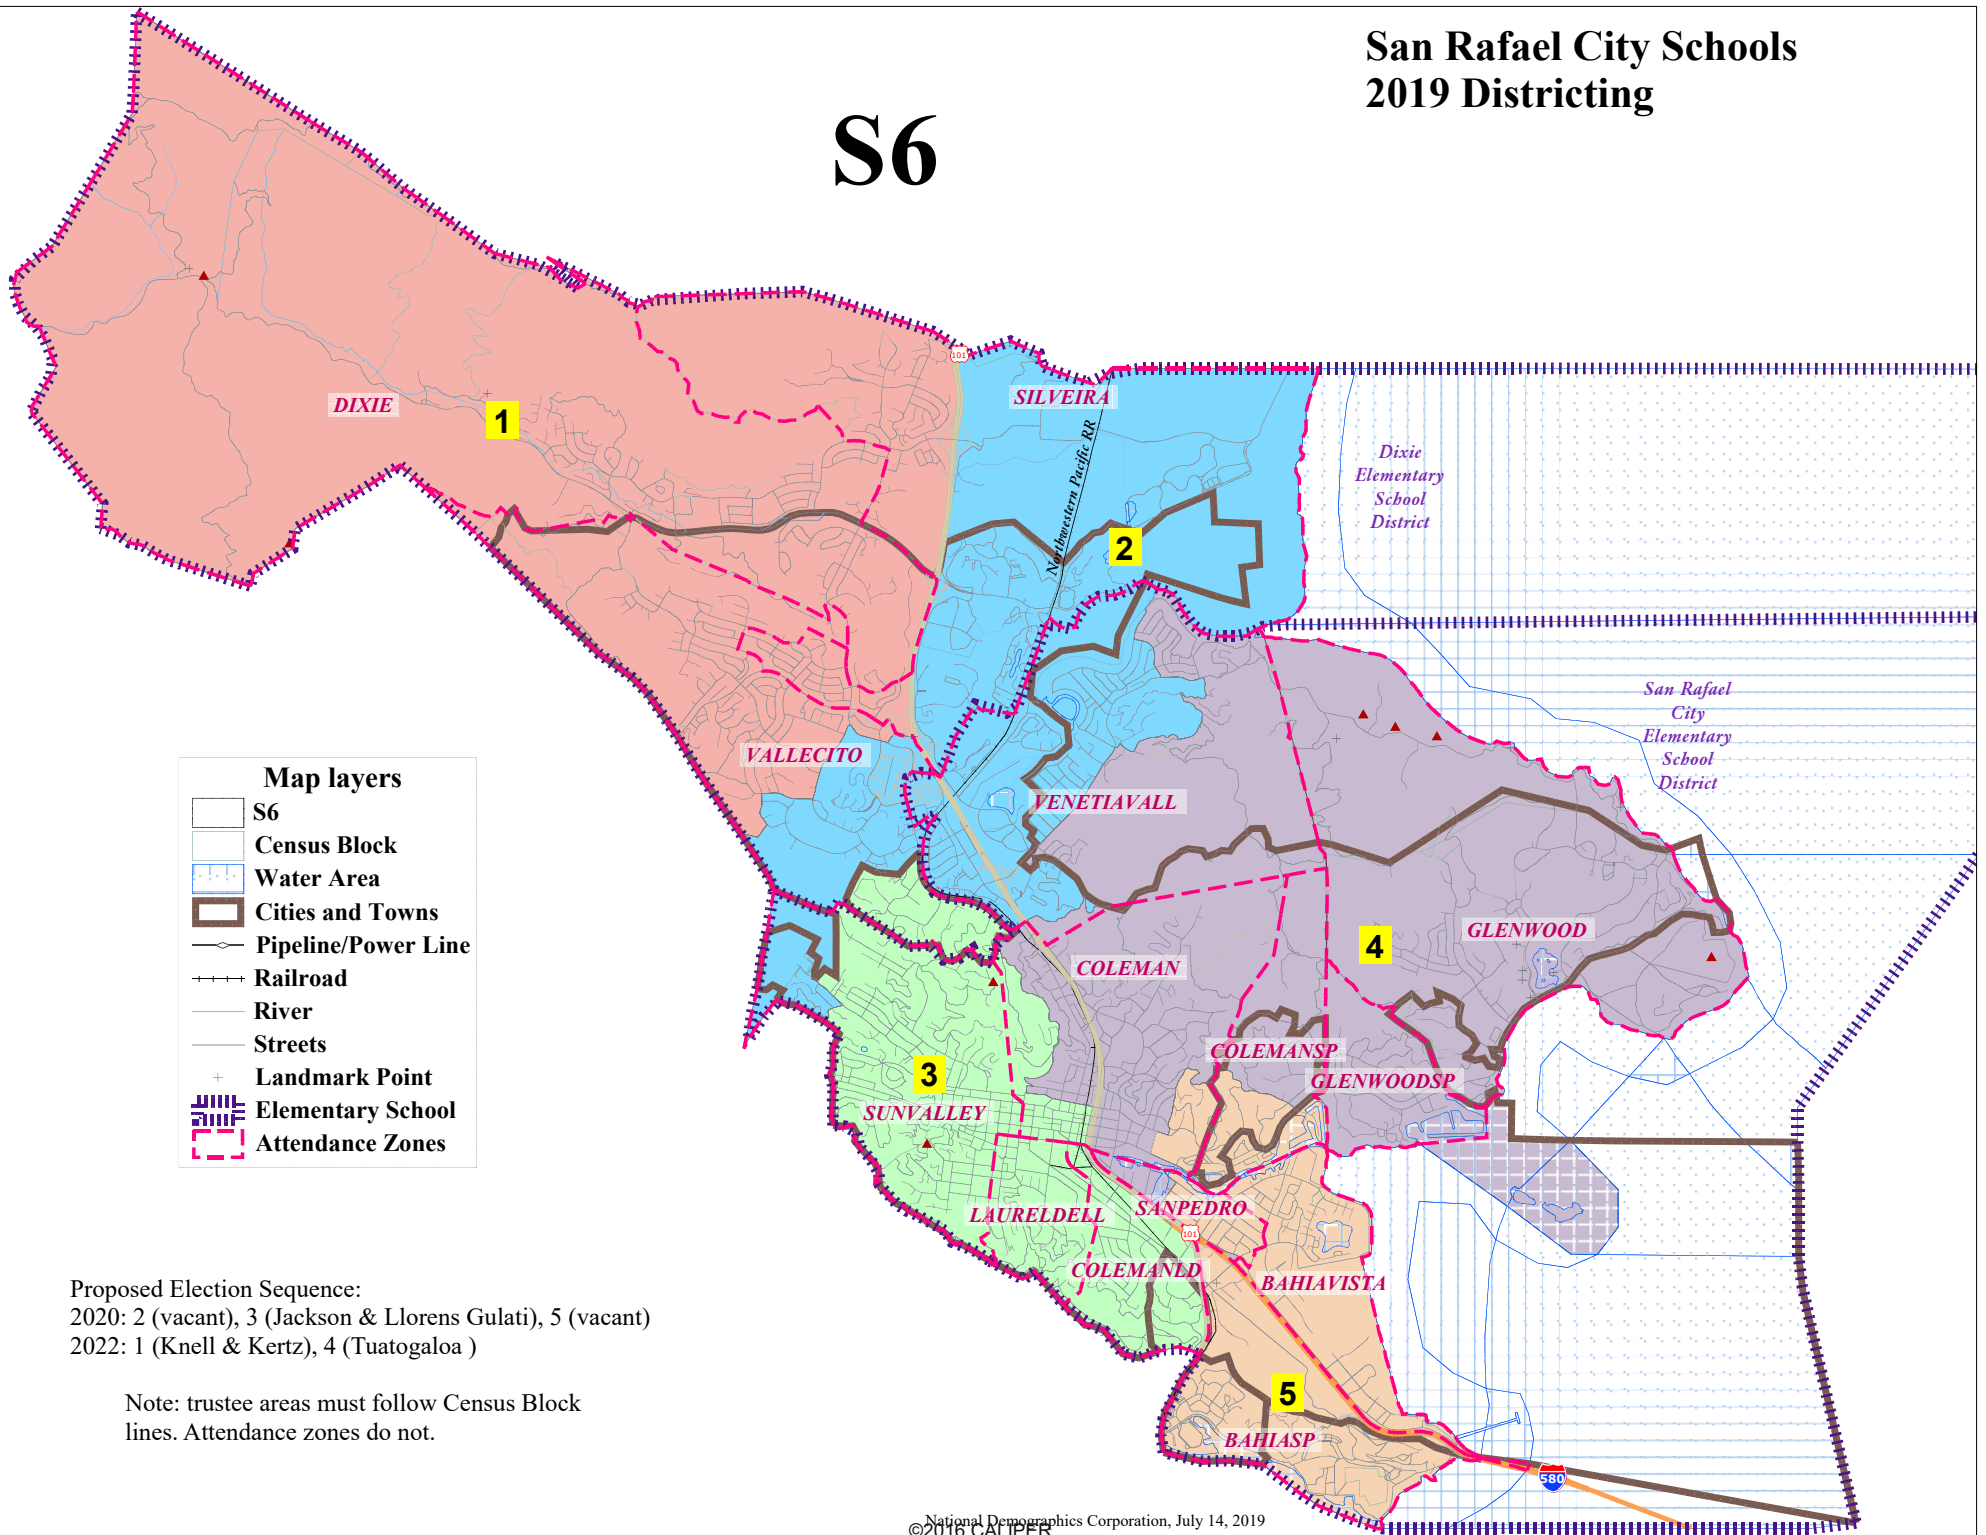 San Rafael City Schools
2019 Districting
S6
101
SILVEIRA
DIXIE
1
Northwestern Pacific RR
Dixie
Elementary
School
District
2
San Rafael
City
Elementary
School
District
VALLECITO
VENETIAVALL
Map layers
S6
Census Block
Water Area
Cities and Towns
Pipeline/Power Line
Railroad
River
Streets
Landmark Point
Elementary School
Attendance Zones
4
GLENWOOD
COLEMAN
COLEMANSP
3
GLENWOODSP
SUNVALLEY
LAURELDELL
SANPEDRO
101
COLEMANLD
BAHIAVISTA
Proposed Election Sequence:
2020: 2 (vacant), 3 (Jackson & Llorens Gulati), 5 (vacant)
2022: 1 (Knell & Kertz), 4 (Tuatogaloa )
5
Note: trustee areas must follow Census Block
lines. Attendance zones do not.
BAHIASP
580
National Demographics Corporation, July 14, 2019
©2016 CALIPER